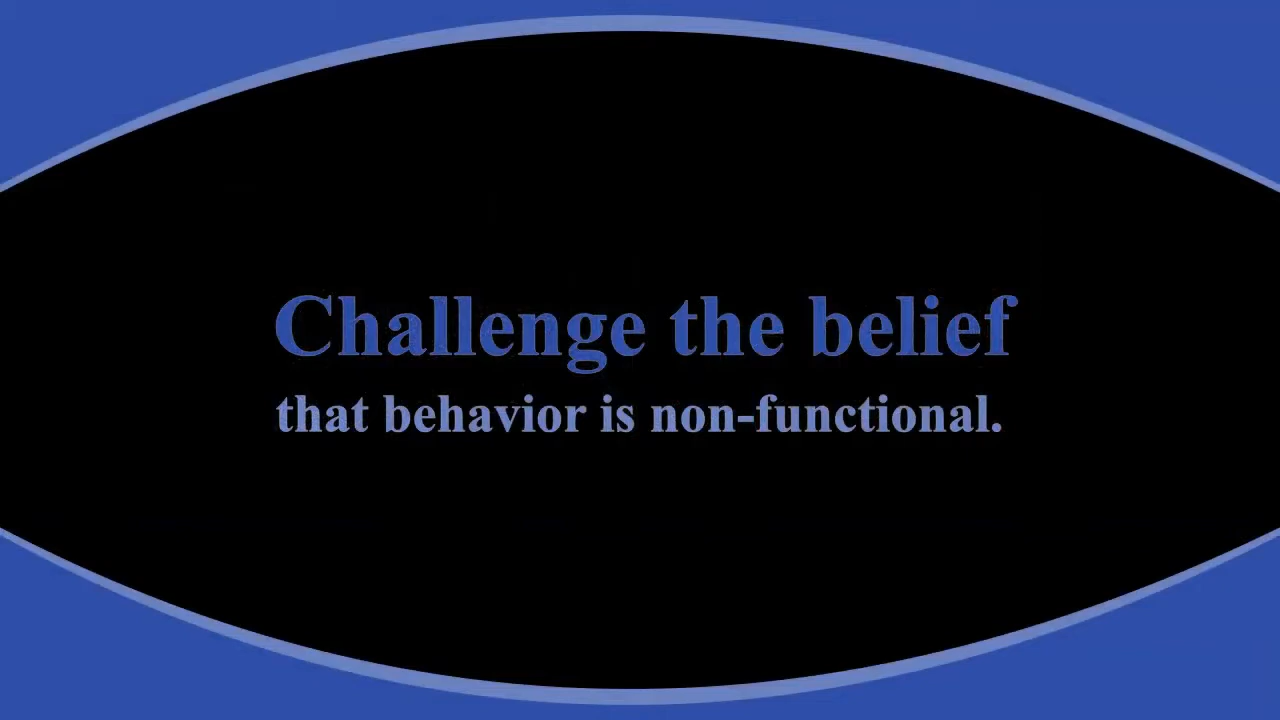 Challenge the belief
that behavior is non-functional.